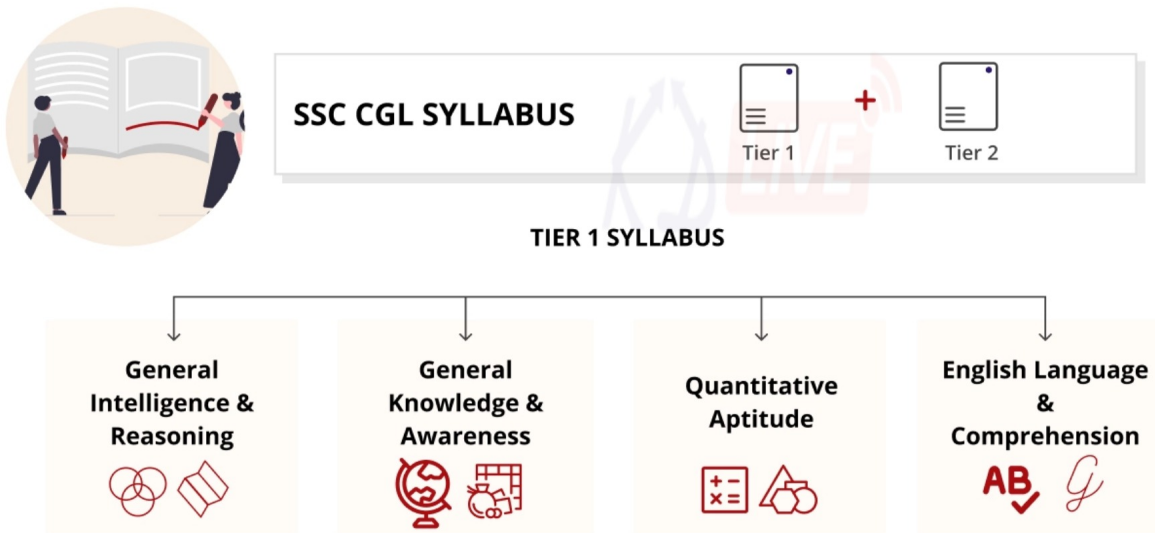 SSC CGL SYLLABUS
Tier 1
+
Tier 2
LIVE
TIER 1 SYLLABUS
General
Intelligence &
Reasoning
General
Knowledge &
Awareness
Quantitative
Aptitude
English Language
&
Comprehension
+ −
× =
AB
G